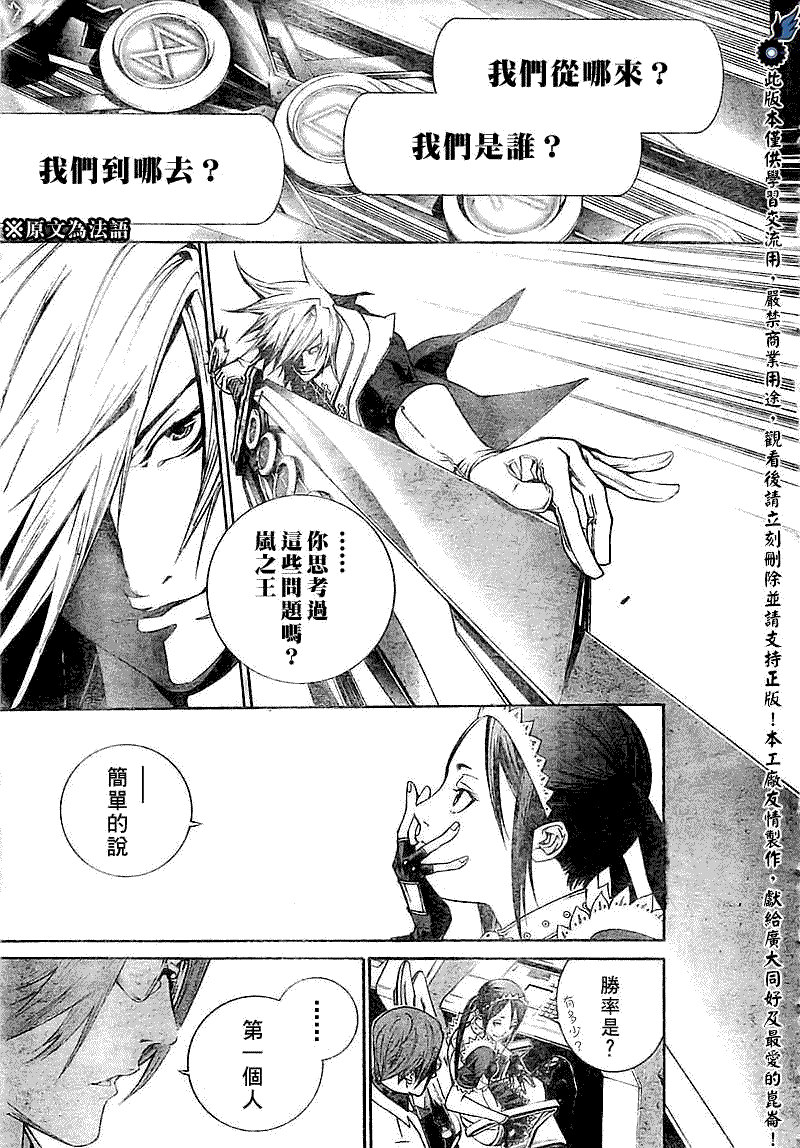 我們從哪來？
我們是誰？
我們到哪去？
※原文為法語
……
你思考過
這些問題嗎？
嵐之王
——
簡單的說
勝率是？
有多少？
……
第一個人
此版本僅供學習交流用，嚴禁商業用途，觀看後請立刻刪除並請支持正版！本工廠友情製作，獻給廣大同好及最愛的崑崙！